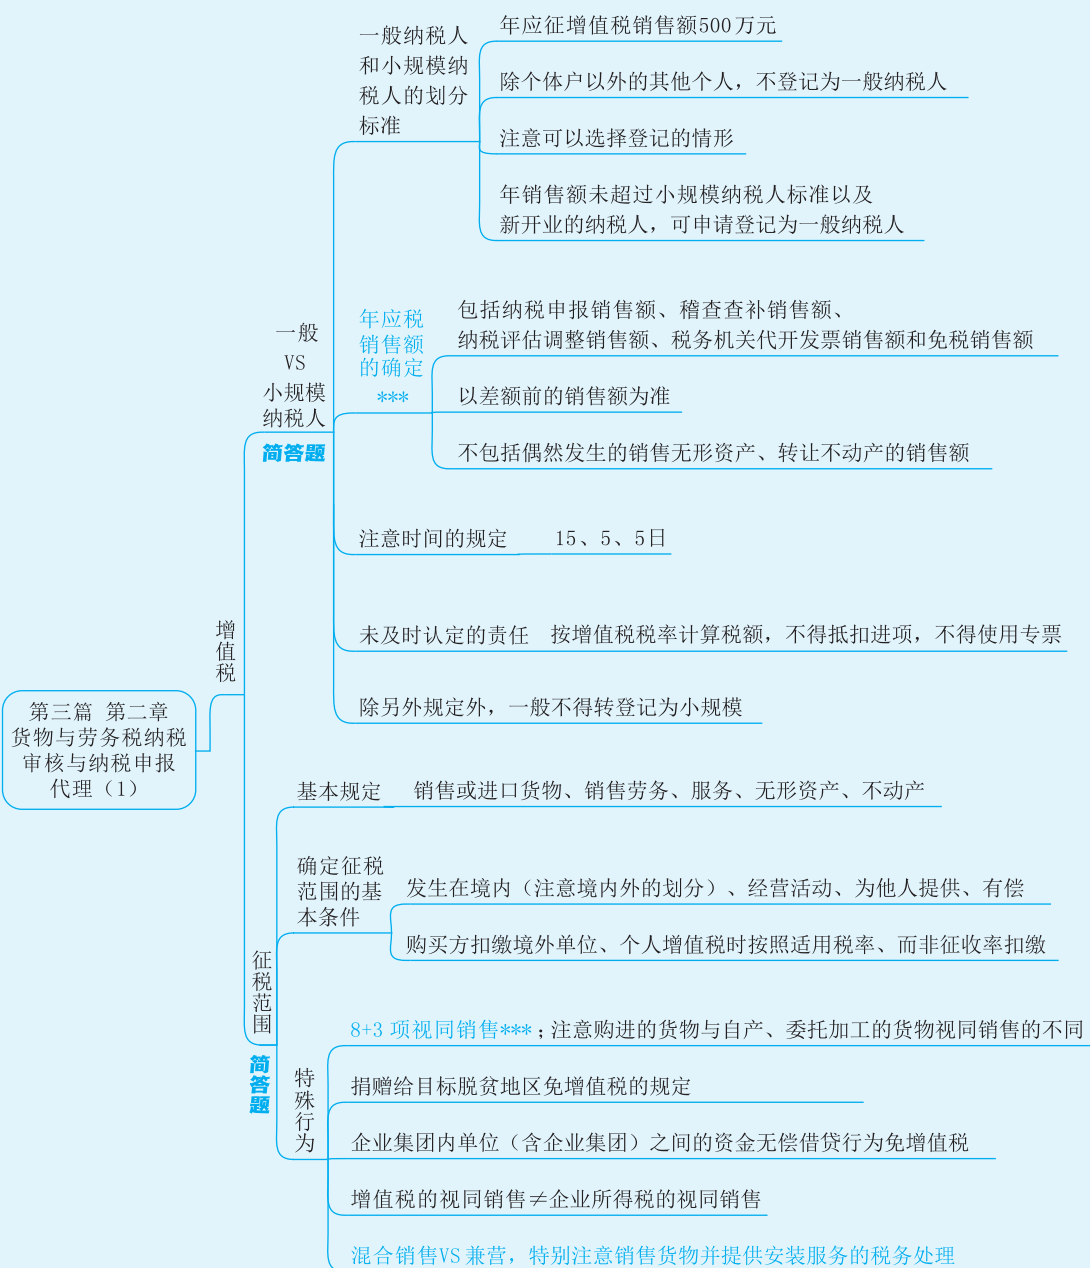 第三篇 第二章
货物与劳务税纳税
审核与纳税申报
代理（1）
增值税
一般
VS
小规模
纳税人
简答题
一般纳税人
和小规模纳
税人的划分
标准
年应征增值税销售额500万元
除个体户以外的其他个人，不登记为一般纳税人
注意可以选择登记的情形
年销售额未超过小规模纳税人标准以及
新开业的纳税人，可申请登记为一般纳税人
年应税
销售额
的确定
***
包括纳税申报销售额、稽查查补销售额、
纳税评估调整销售额、税务机关代开发票销售额和免税销售额
以差额前的销售额为准
不包括偶然发生的销售无形资产、转让不动产的销售额
注意时间的规定
15、5、5日
未及时认定的责任
按增值税税率计算税额，不得抵扣进项，不得使用专票
除另外规定外，一般不得转登记为小规模
征税范围
简答题
基本规定
销售或进口货物、销售劳务、服务、无形资产、不动产
确定征税
范围的基
本条件
发生在境内（注意境内外的划分）、经营活动、为他人提供、有偿
购买方扣缴境外单位、个人增值税时按照适用税率、而非征收率扣缴
特殊行为
8+3 项视同销售***；注意购进的货物与自产、委托加工的货物视同销售的不同
捐赠给目标脱贫地区免增值税的规定
企业集团内单位（含企业集团）之间的资金无偿借贷行为免增值税
增值税的视同销售≠企业所得税的视同销售
混合销售VS 兼营，特别注意销售货物并提供安装服务的税务处理